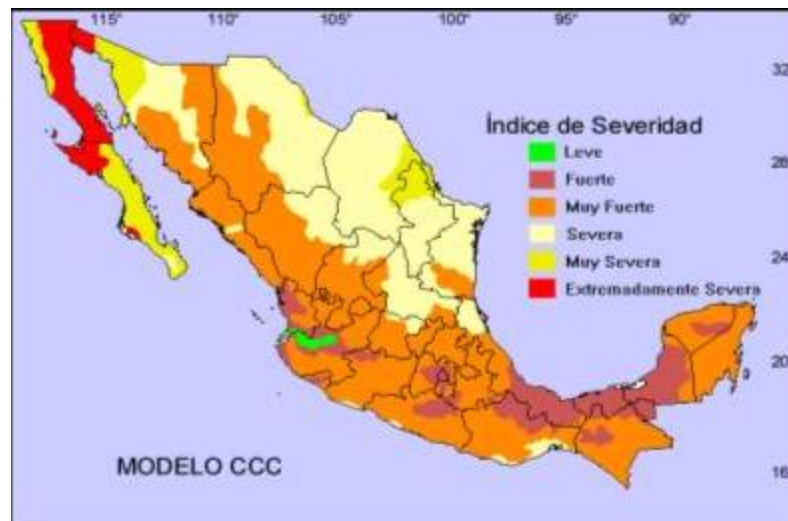 115° 110° 105° 100° 95° 90°
32
Índice de Severidad
Leve
28
Fuerte
Muy Fuerte
Severa
24
Muy Severa
Extremadamente Severa
20
MODELO CCC
16